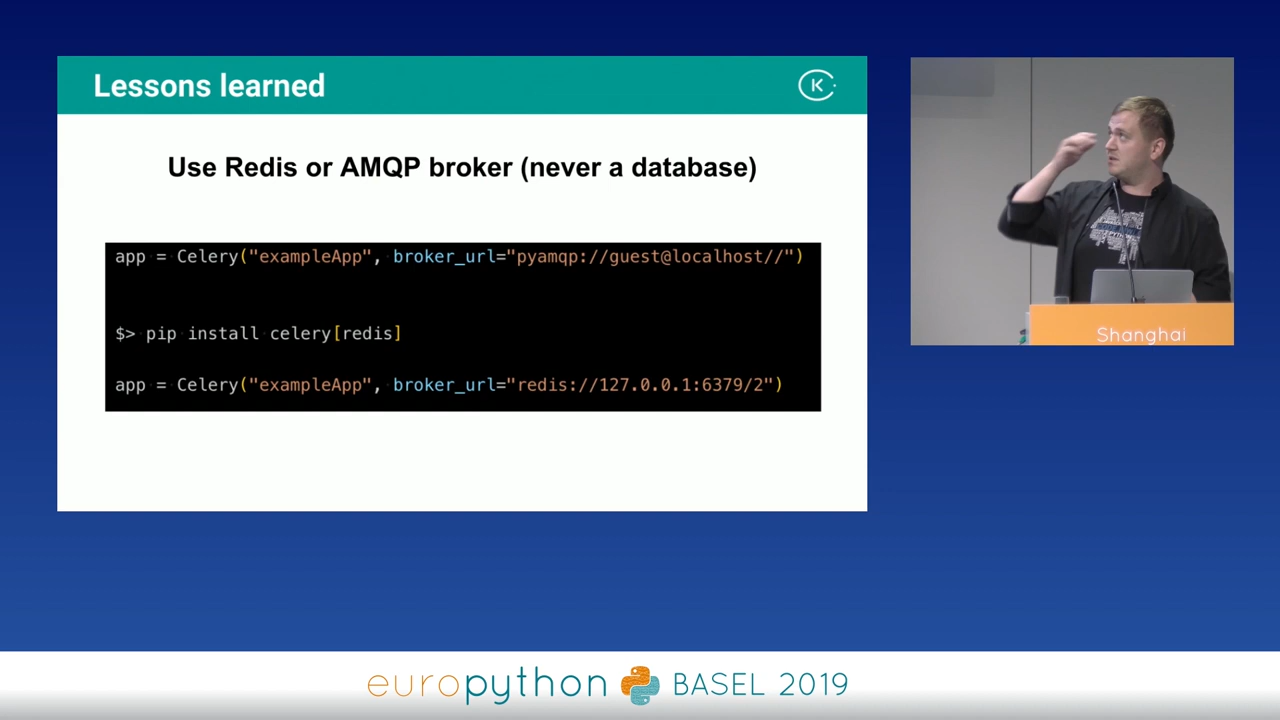 Lessons learned
K
Use Redis or AMQP broker (never a database)
app = Celery("exampleApp", broker_url="pyamqp://guest@localhost//")
$> pip install celery[redis]
app = Celery("exampleApp", broker_url="redis://127.0.0.1:6379/2")
Shanghai
europython BASEL 2019